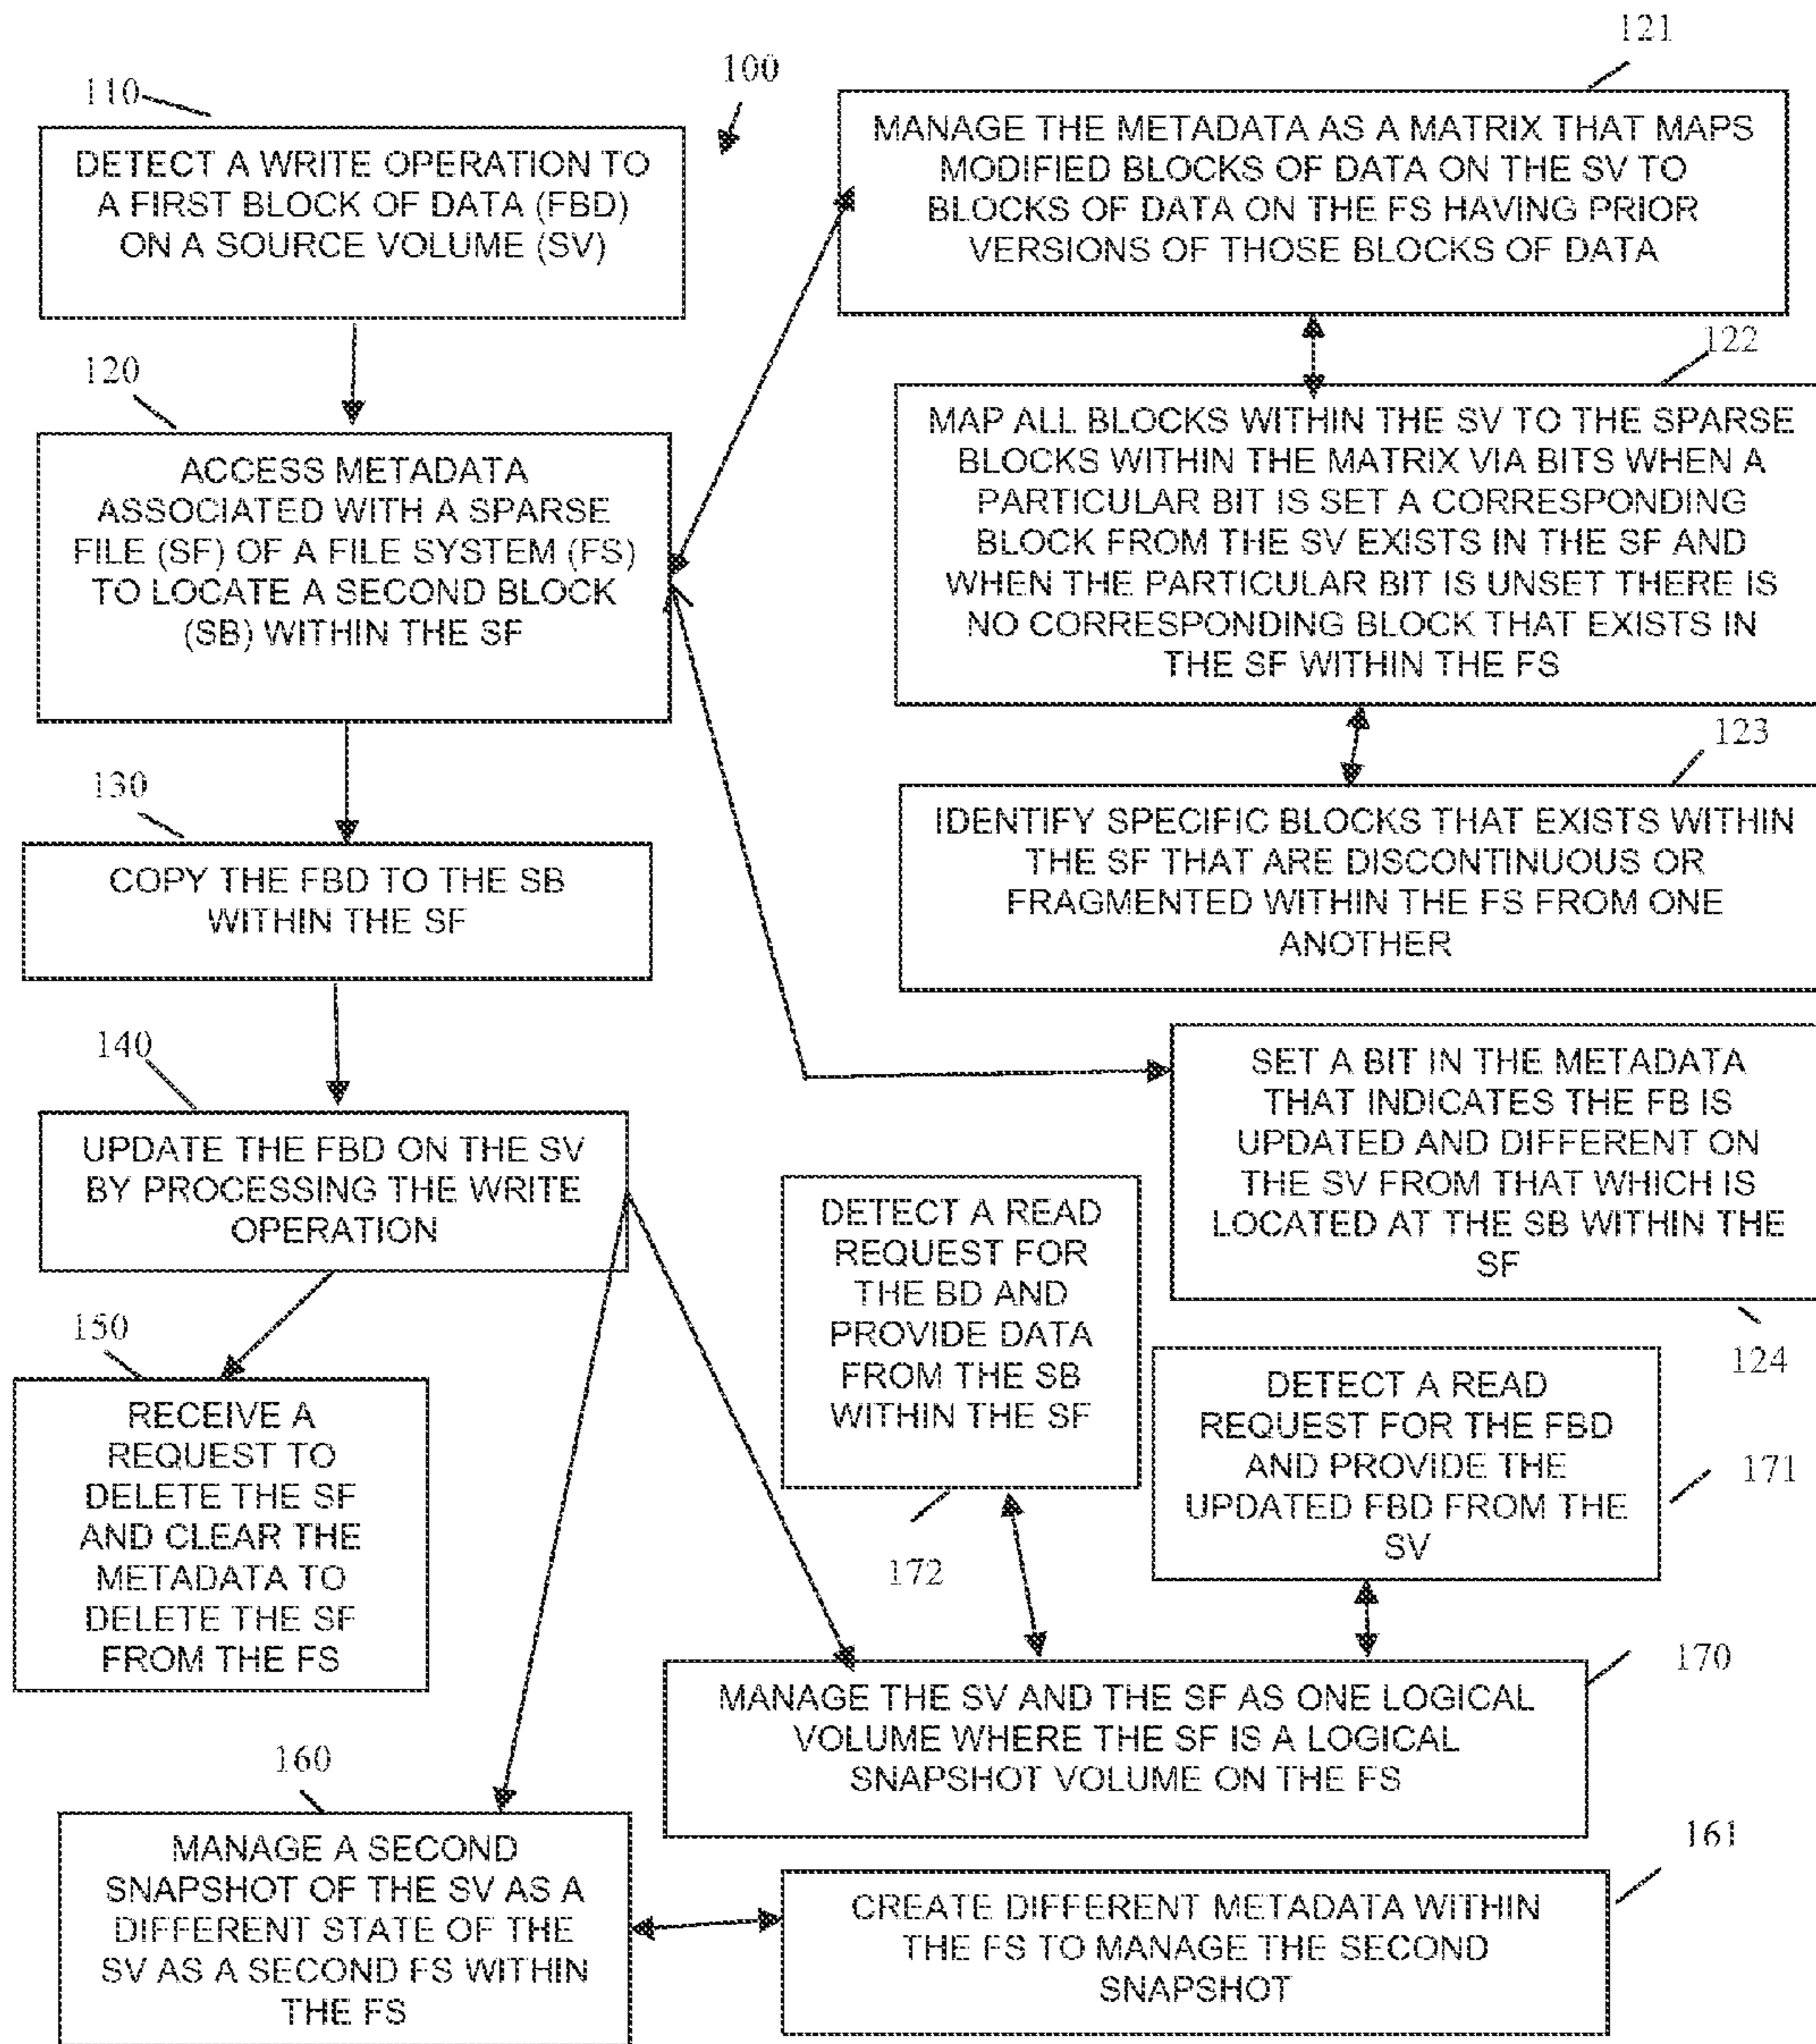 100
110
DETECT A WRITE OPERATION TO
A FIRST BLOCK OF DATA (FBD)
ON A SOURCE VOLUME (SV)
120
ACCESS METADATA
ASSOCIATED WITH A SPARSE
FILE (SF) OF A FILE SYSTEM (FS)
TO LOCATE A SECOND BLOCK
(SB) WITHIN THE SF
121
MANAGE THE METADATA AS A MATRIX THAT MAPS
MODIFIED BLOCKS OF DATA ON THE SV TO
BLOCKS OF DATA ON THE FS HAVING PRIOR
VERSIONS OF THOSE BLOCKS OF DATA
122
MAP ALL BLOCKS WITHIN THE SV TO THE SPARSE
BLOCKS WITHIN THE MATRIX VIA BITS WHEN A
PARTICULAR BIT IS SET A CORRESPONDING
BLOCK FROM THE SV EXISTS IN THE SF AND
WHEN THE PARTICULAR BIT IS UNSET THERE IS
NO CORRESPONDING BLOCK THAT EXISTS IN
THE SF WITHIN THE FS
123
IDENTIFY SPECIFIC BLOCKS THAT EXISTS WITHIN
THE SF THAT ARE DISCONTINUOUS OR
FRAGMENTED WITHIN THE FS FROM ONE
ANOTHER
130
COPY THE FBD TO THE SB
WITHIN THE SF
140
UPDATE THE FBD ON THE SV
BY PROCESSING THE WRITE
OPERATION
SET A BIT IN THE METADATA
THAT INDICATES THE FB IS
UPDATED AND DIFFERENT ON
THE SV FROM THAT WHICH IS
LOCATED AT THE SB WITHIN THE
SF
124
150
RECEIVE A
REQUEST TO
DELETE THE SF
AND CLEAR THE
METADATA TO
DELETE THE SF
FROM THE FS
DETECT A READ
REQUEST FOR
THE BD AND
PROVIDE DATA
FROM THE SB
WITHIN THE SF
172
DETECT A READ
REQUEST FOR THE FBD
AND PROVIDE THE
UPDATED FBD FROM THE
SV
171
170
MANAGE THE SV AND THE SF AS ONE LOGICAL
VOLUME WHERE THE SF IS A LOGICAL
SNAPSHOT VOLUME ON THE FS
160
MANAGE A SECOND
SNAPSHOT OF THE SV AS A
DIFFERENT STATE OF THE
SV AS A SECOND FS WITHIN
THE FS
161
CREATE DIFFERENT METADATA WITHIN
THE FS TO MANAGE THE SECOND
SNAPSHOT